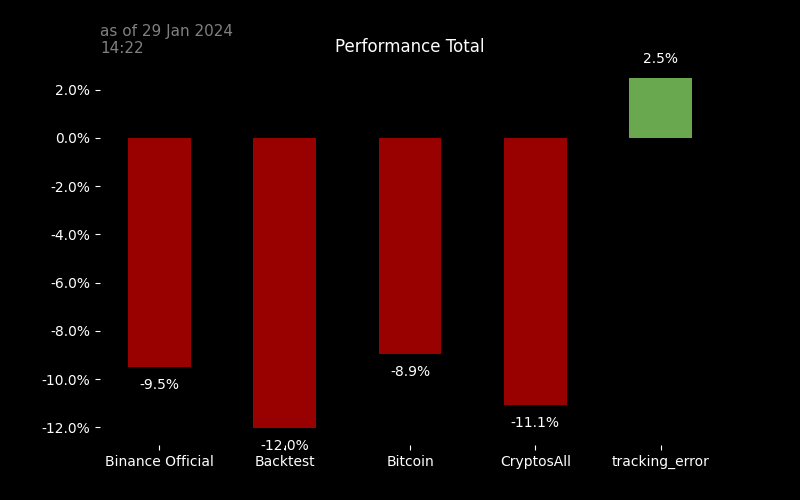 as of 29 Jan 2024
14:22
Performance Total
2.5%
2.0%
0.0%
-2.0%
-4.0%
-6.0%
-8.0%
-10.0%
-12.0%
-9.5%
-12.0%
-8.9%
-11.1%
Binance Official
Backtest
Bitcoin
CryptosAll
tracking_error